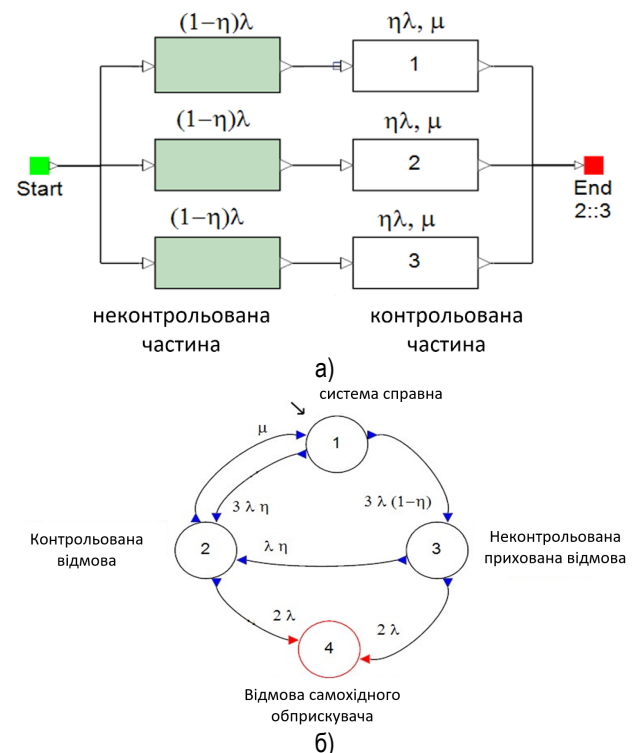 (1−η)λ ηλ, μ
1
(1−η)λ ηλ, μ
2
Start
End
2::3
(1−η)λ ηλ, μ
3
неконтрольована частина
контрольована частина
а)
система справна
1
μ
3 λ η
3 λ (1−η)
Контрольована відмова
2
λ η
3
Неконтрольована прихована відмова
2 λ
2 λ
4
Відмова самохідного
обприскувача
б)